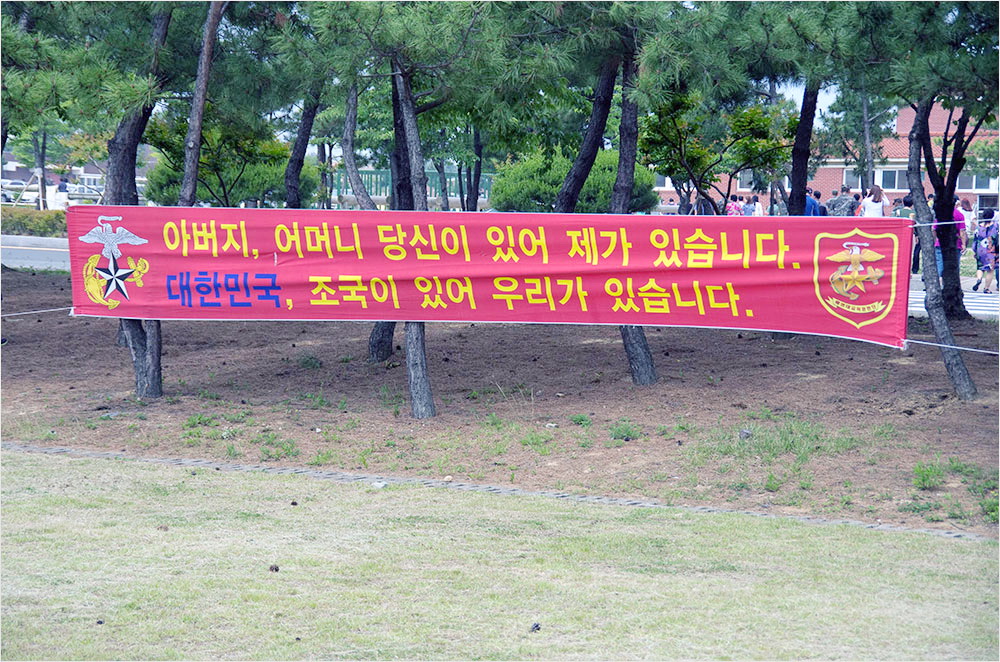 아버지, 어머니 당신이 있어 제가 있습니다.
대한민국, 조국이 있어 우리가 있습니다.